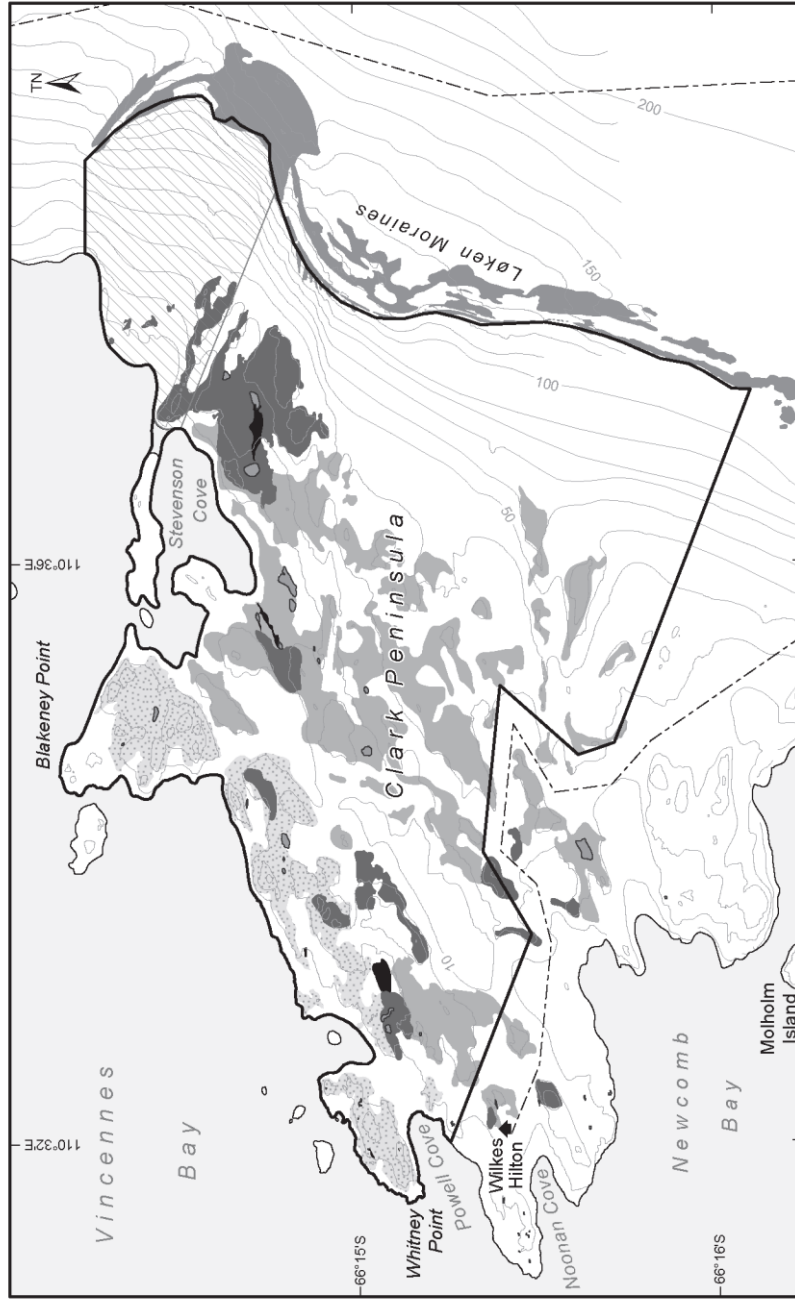 TN
Vincennes
Bay
Blakeney Point
Stevenson
Cove
Løken Moraines
Clark Peninsula
Whitney
Point
Powell Cove
Wilkes
Hilton
Noonan Cove
Newcomb
Bay
Molholm
Island
200
150
100
50
10
110°32'E
110°36'E
66°15'S
66°16'S